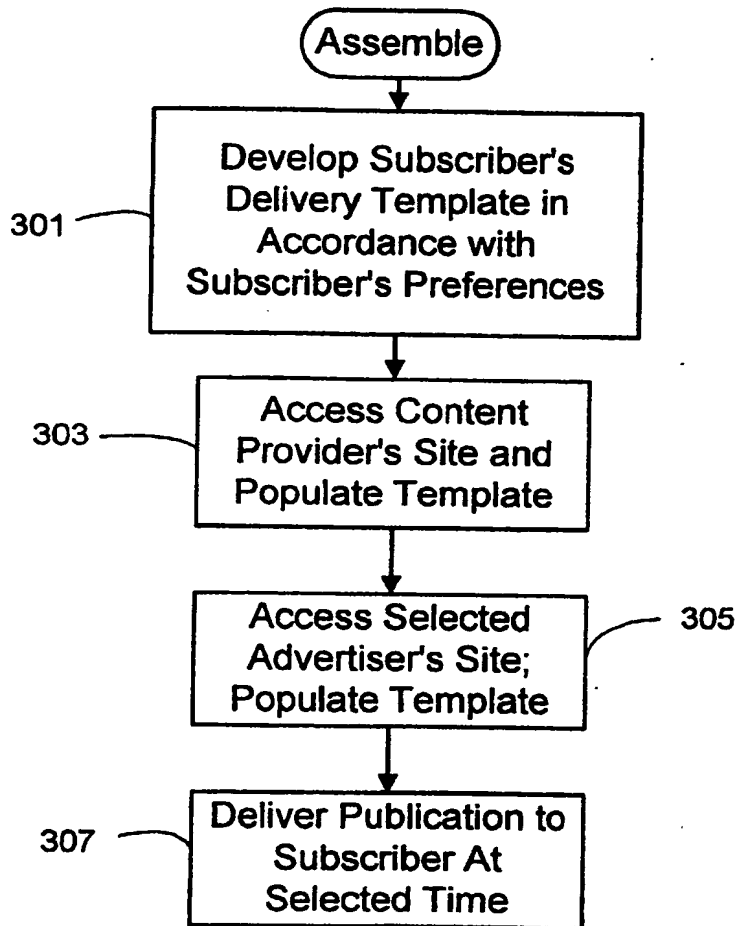 Assemble
301
Develop Subscriber's
Delivery Template in
Accordance with
Subscriber's Preferences
303
Access Content
Provider's Site and
Populate Template
305
Access Selected
Advertiser's Site;
Populate Template
307
Deliver Publication to
Subscriber At
Selected Time